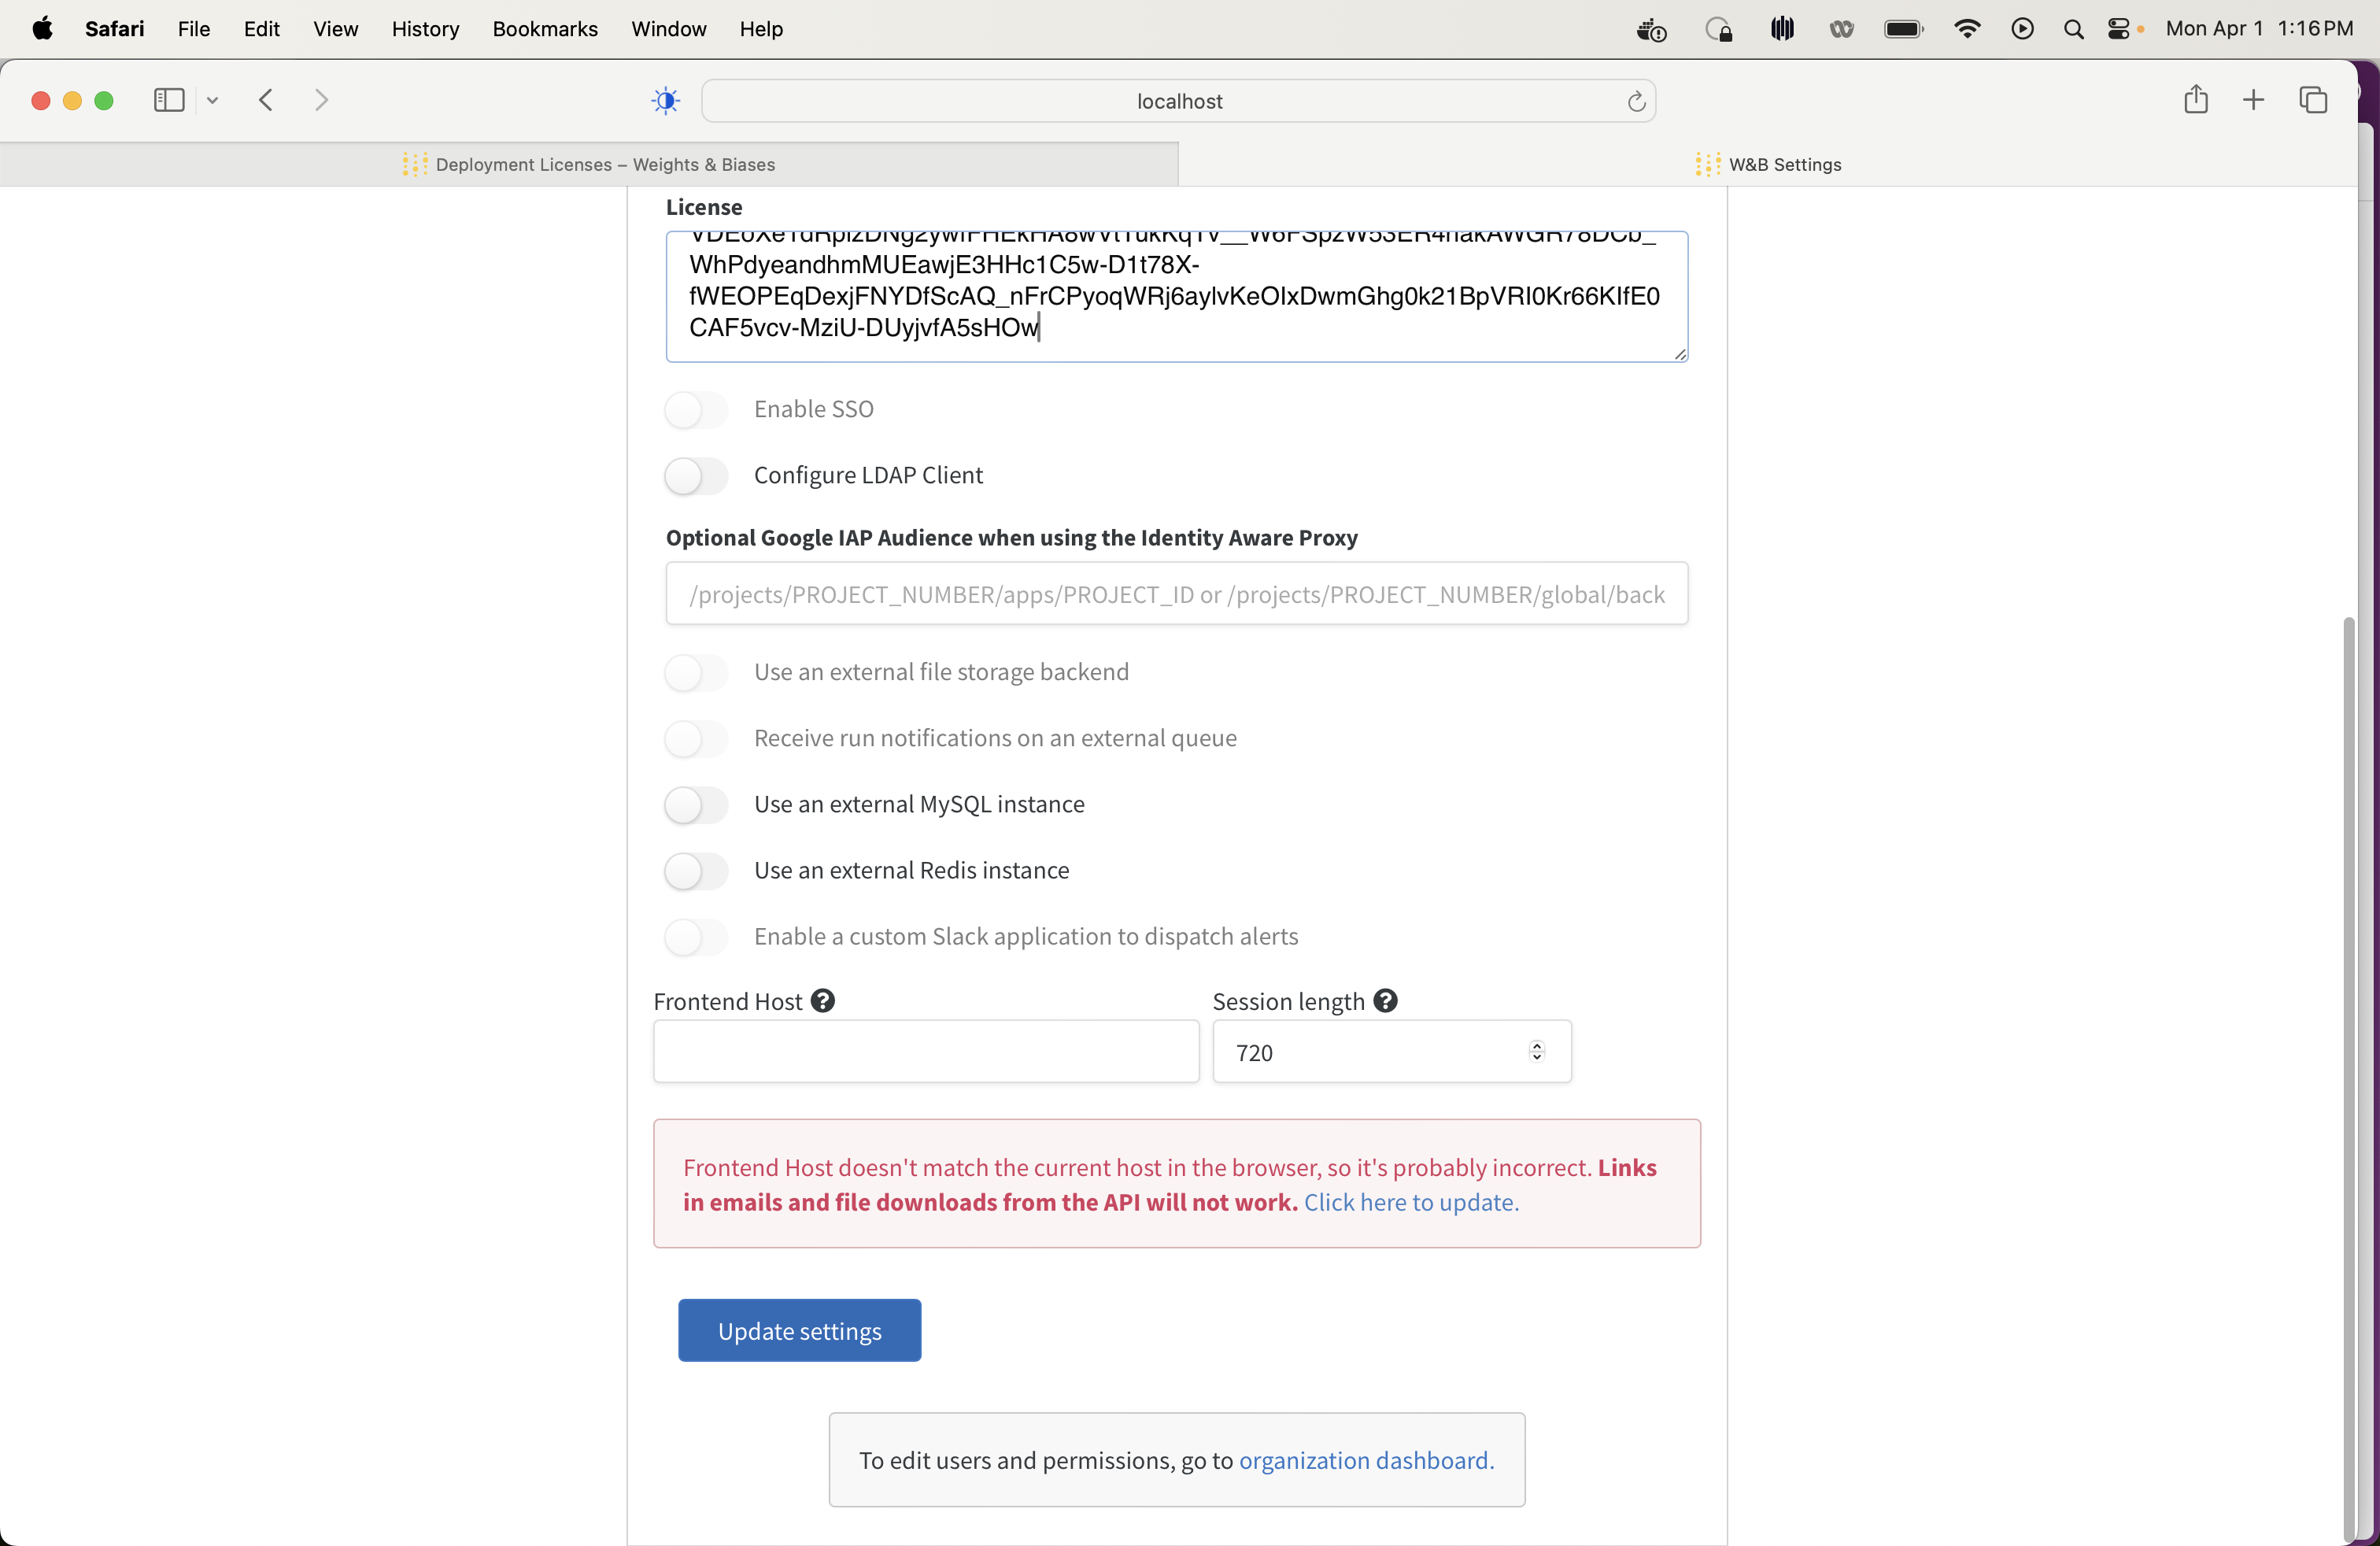 Safari File Edit View History Bookmarks Window Help Mon Apr 1 1:16 PM
localhost
Deployment Licenses – Weights & Biases W&B Settings
License
WhPdyeandhmMUEawjE3HHc1C5w-D1t78X-
fWEOPEqDexjFNYDfScAQ_nFrCPyoqWRj6aylvKeOIxDwmGhg0k21BpVRI0Kr66KIfE0
CAF5vcv-MziU-DUyjvfA5sHOw
Enable SSO
Configure LDAP Client
Optional Google IAP Audience when using the Identity Aware Proxy
/projects/PROJECT_NUMBER/apps/PROJECT_ID or /projects/PROJECT_NUMBER/global/back
Use an external file storage backend
Receive run notifications on an external queue
Use an external MySQL instance
Use an external Redis instance
Enable a custom Slack application to dispatch alerts
Frontend Host ? Session length ?
720
Frontend Host doesn't match the current host in the browser, so it's probably incorrect. Links
in emails and file downloads from the API will not work. Click here to update.
Update settings
To edit users and permissions, go to organization dashboard.